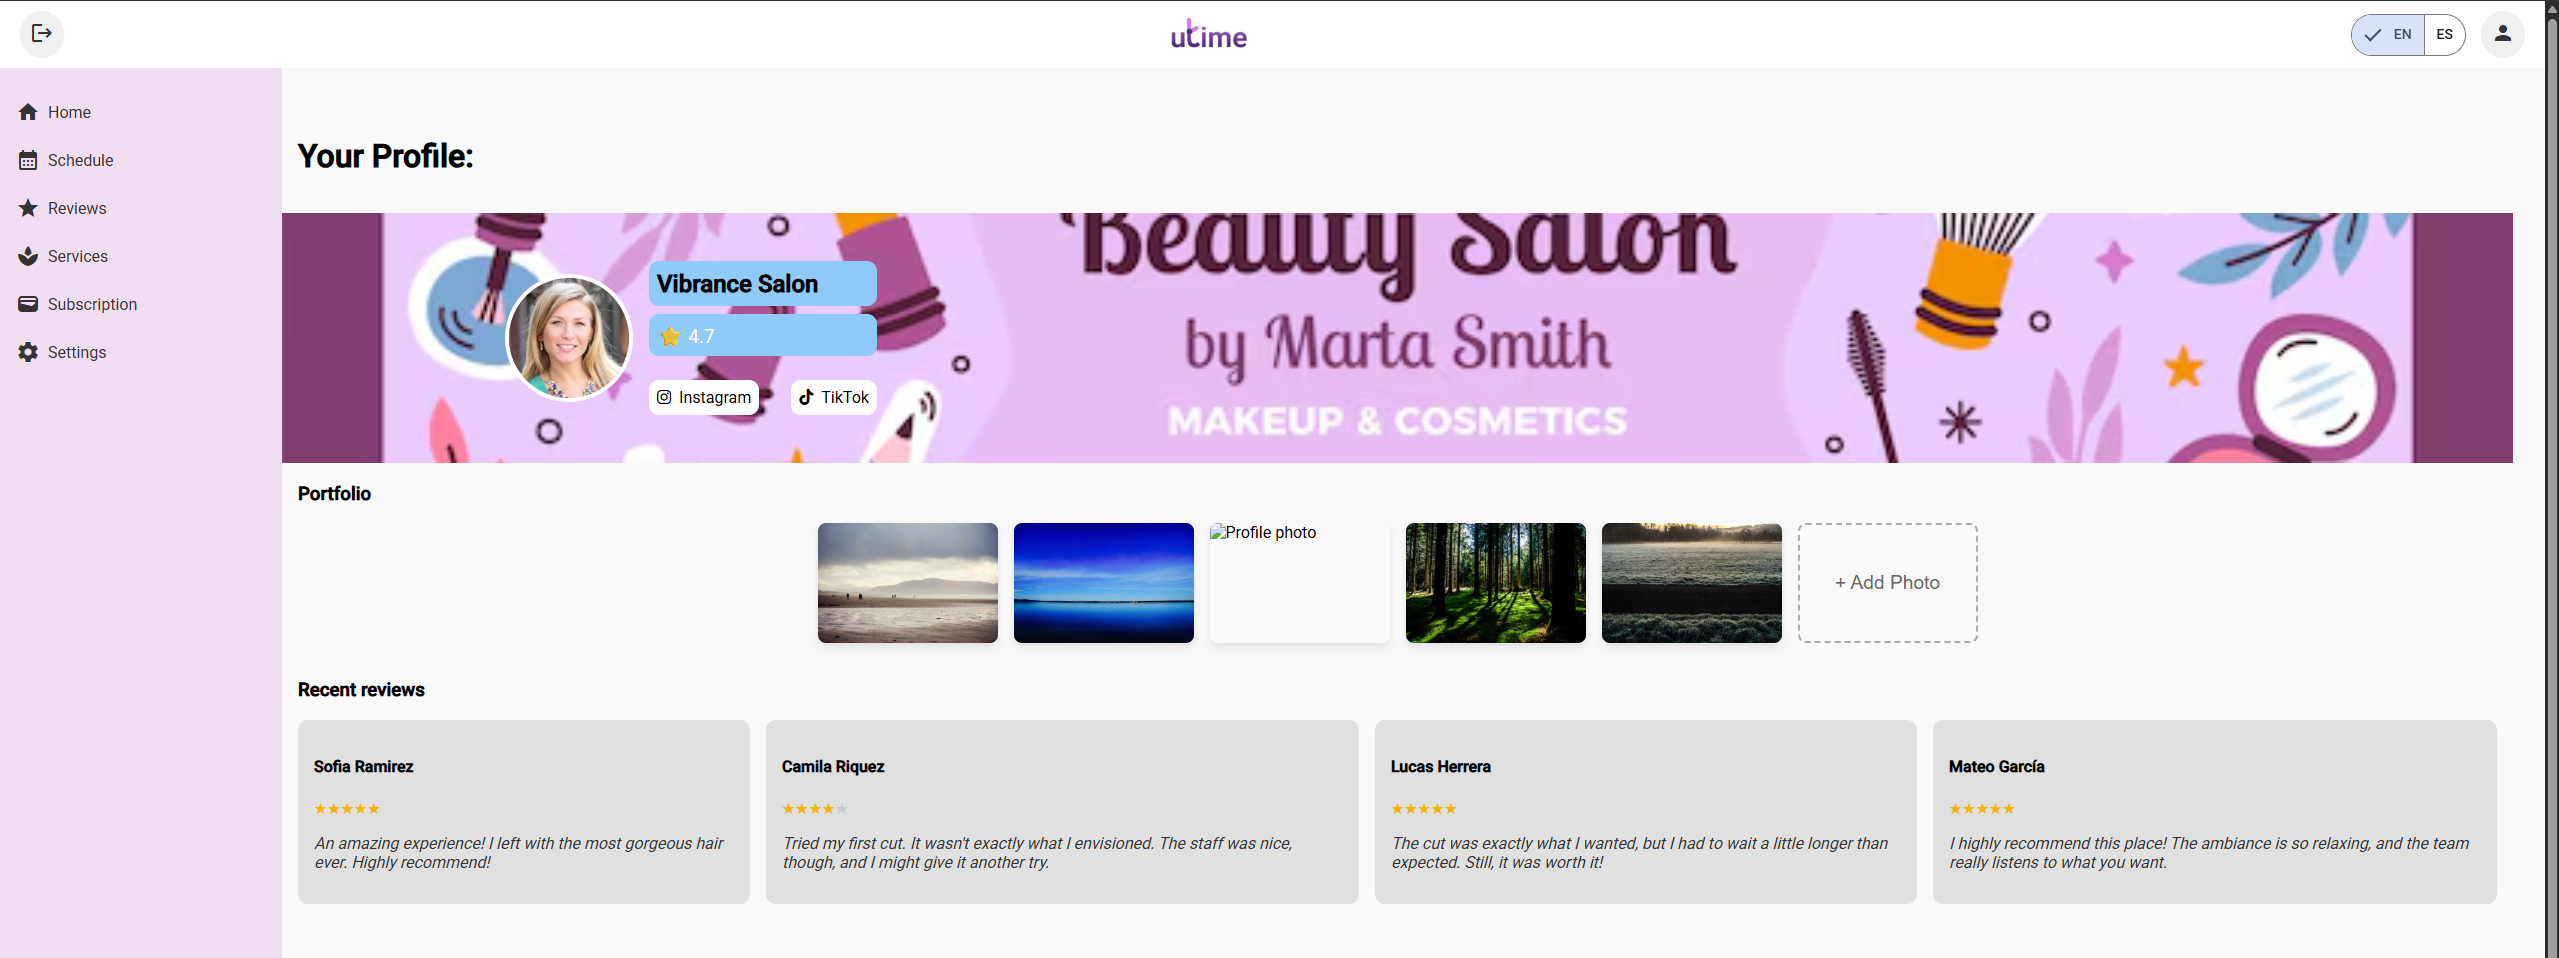 utime
EN
ES
Home
Schedule
Reviews
Services
Subscription
Settings
Your Profile:
Beauty Salon
by Marta Smith
MAKEUP & COSMETICS
Vibrance Salon
4.7
Instagram
TikTok
Portfolio
Profile photo
+ Add Photo
Recent reviews
Sofia Ramirez
★★★★★
An amazing experience! I left with the most gorgeous hair
ever. Highly recommend!
Camila Riquez
★★★★★
Tried my first cut. It wasn't exactly what I envisioned. The staff was nice,
though, and I might give it another try.
Lucas Herrera
★★★★★
The cut was exactly what I wanted, but I had to wait a little longer than
expected. Still, it was worth it!
Mateo García
★★★★★
I highly recommend this place! The ambiance is so relaxing, and the team
really listens to what you want.